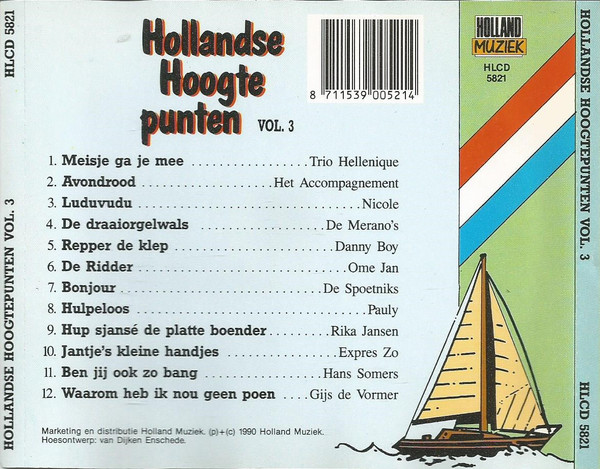 HLCD 5821
HOLLANDSE HOOGTEPUNTEN VOL. 3
Hollandse
Hoogte
punten VOL. 3
8 711539 005214
HOLLAND
MUZIEK
HLCD
5821
1. Meisje ga je mee .................... Trio Hellenique
2. Avondrood .................... Het Accompagnement
3. Luduvudu .................... Nicole
4. De draaiorgelwals .................... De Merano's
5. Repper de klep .................... Danny Boy
6. De Ridder .................... Ome Jan
7. Bonjour .................... De Spoetniks
8. Hulpeloos .................... Pauly
9. Hup sjansé de platte boender .................... Rika Jansen
10. Jantje's kleine handjes .................... Expres Zo
11. Ben jij ook zo bang .................... Hans Somers
12. Waarom heb ik nou geen poen .... Gijs de Vormer
Marketing en distributie Holland Muziek. (p)+(c) 1990 Holland Muziek.
Hoesontwerp: van Dijken Enschede.
HOLLANDSE HOOGTEPUNTEN VOL. 3
HLCD 5821